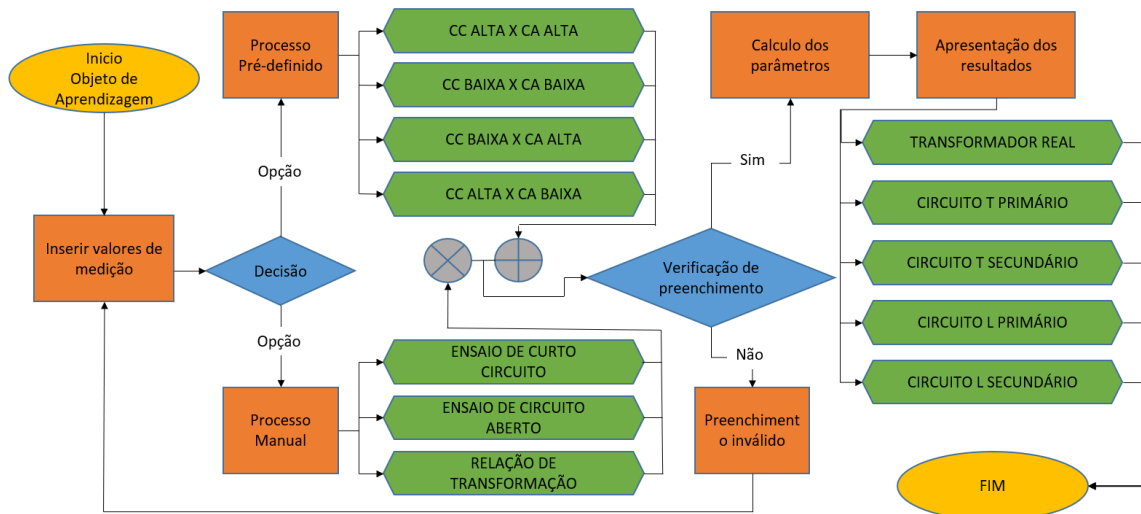 Inicio
Objeto de
Aprendizagem
Inserir valores de
medição
Decisão
Opção
Processo
Pré-definido
CC ALTA X CA ALTA
CC BAIXA X CA BAIXA
CC BAIXA X CA ALTA
CC ALTA X CA BAIXA
Opção
Processo
Manual
ENSAIO DE CURTO
CIRCUITO
ENSAIO DE CIRCUITO
ABERTO
RELAÇÃO DE
TRANSFORMAÇÃO
Verificação de
preenchimento
Sim
Calculo dos
parâmetros
Apresentação dos
resultados
Não
Preenchiment
o inválido
TRANSFORMADOR REAL
CIRCUITO T PRIMÁRIO
CIRCUITO T SECUNDÁRIO
CIRCUITO L PRIMÁRIO
CIRCUITO L SECUNDÁRIO
FIM